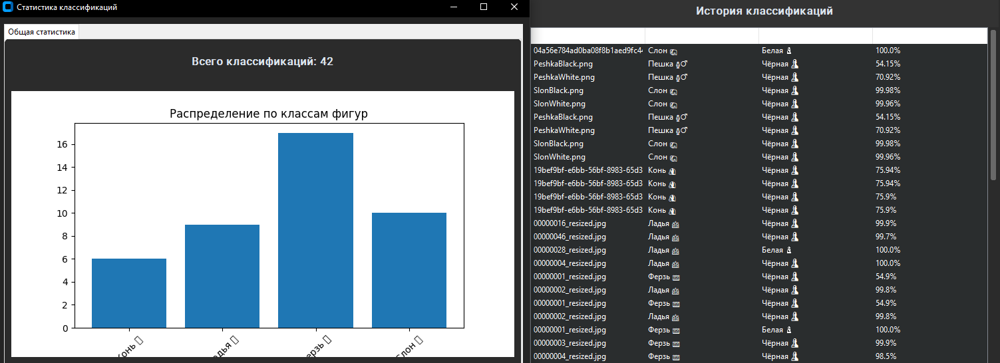 Статистика классификаций
Общая статистика
Всего классификаций: 42
Распределение по классам фигур
16
14
12
10
8
6
4
2
0
Конь
Ферзь
Слон
История классификаций
04a56e784ad0ba08f8b1aed9fc4 Слон Белая 100.0%
PeshkaBlack.png Пешка Чёрная 54.15%
PeshkaWhite.png Пешка Чёрная 70.92%
SlonBlack.png Слон Чёрная 99.98%
SlonWhite.png Слон Чёрная 99.96%
PeshkaBlack.png Пешка Чёрная 54.15%
PeshkaWhite.png Пешка Чёрная 70.92%
SlonBlack.png Слон Чёрная 99.98%
SlonWhite.png Слон Чёрная 99.96%
19bef9bf-e6bb-56bf-8983-65d3 Конь Чёрная 75.94%
19bef9bf-e6bb-56bf-8983-65d3 Конь Чёрная 75.94%
19bef9bf-e6bb-56bf-8983-65d3 Конь Чёрная 75.9%
19bef9bf-e6bb-56bf-8983-65d3 Конь Чёрная 75.9%
00000016_resized.jpg Ладья Чёрная 99.9%
00000046_resized.jpg Ладья Чёрная 99.7%
00000028_resized.jpg Ладья Белая 100.0%
00000004_resized.jpg Ладья Чёрная 100.0%
00000001_resized.jpg Ферзь Чёрная 54.9%
00000002_resized.jpg Ладья Чёрная 99.8%
00000001_resized.jpg Ферзь Чёрная 54.9%
00000002_resized.jpg Ладья Чёрная 99.8%
00000001_resized.jpg Ферзь Белая 100.0%
00000003_resized.jpg Ферзь Чёрная 99.9%
00000004_resized.jpg Ферзь Чёрная 98.5%